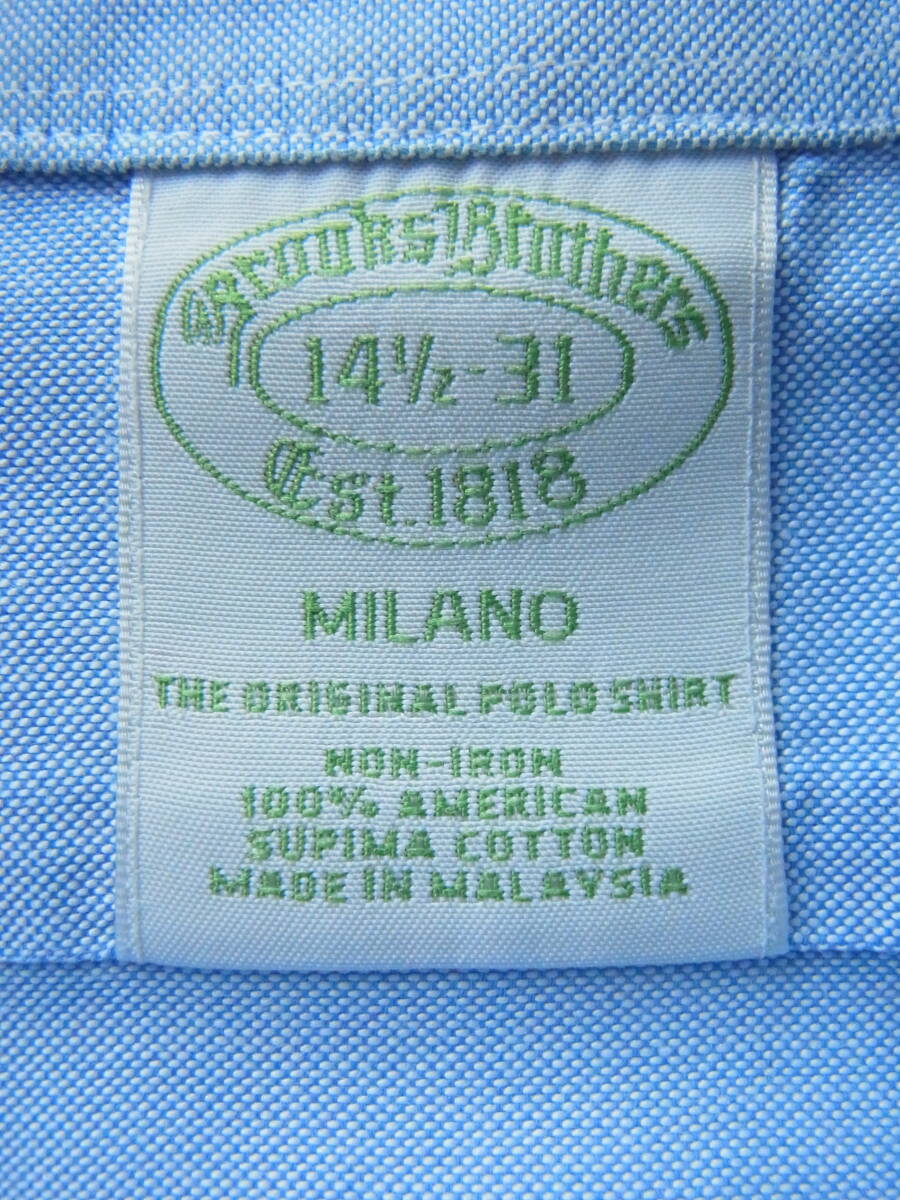 Brooks Brothers
14½-31
Est. 1818
MILANO
THE ORIGINAL POLO SHIRT
NON-IRON
100% AMERICAN
SUPIMA COTTON
MADE IN MALAYSIA